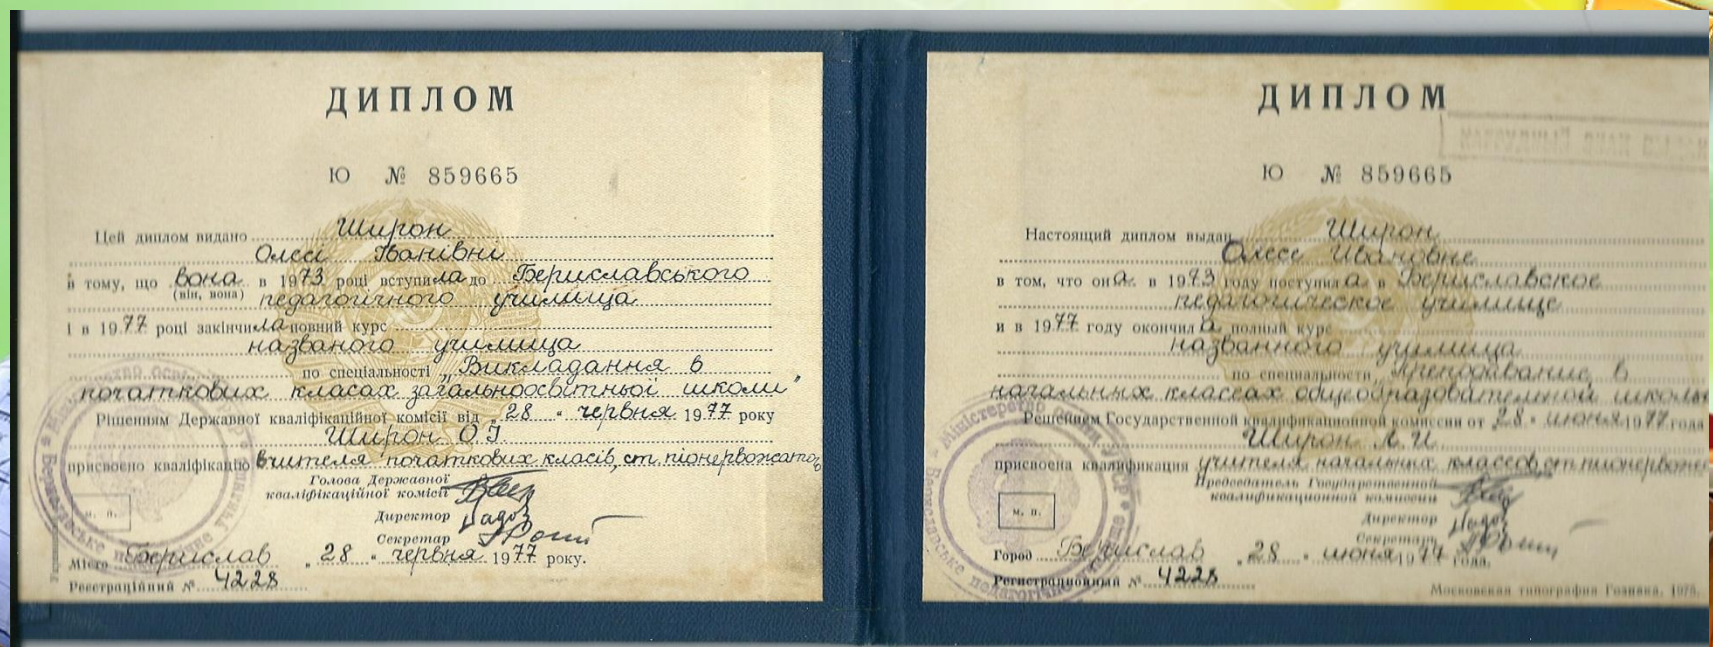 ДИПЛОМ
Ю № 859665
Цей диплом видано Широн
Олесі Іванівні
в тому, що вона в 1973 році вступила до Бериславського
(він, вона) педагогічного училища
і в 1977 році закінчила повний курс
названого училища
по спеціальності „Викладання в
початкових класах загальноосвітньої школи"
Рішенням Державної кваліфікаційної комісії від „28" червня 1977 року
Широн О.І.
присвоєно кваліфікацію вчителя початкових класів, ст. піонервожатого
Голова Державної
кваліфікаційної комісії
Директор
Секретар
м. п.
Місто Берислав „28" червня 1977 року.
Реєстраційний № 4228
ДИПЛОМ
Ю № 859665
Настоящий диплом выдан Широн
Олесе Ивановне
в том, что она в 1973 году поступила в Бериславское
педагогическое училище
и в 1977 году окончила полный курс
названного училища
по специальности „Преподавание в
начальных классах общеобразовательной школы
Решением Государственной квалификационной комиссии от „28" июня 1977 года
Широн
присвоена квалификация учителя начальных классов, ст. пионервожа
Председатель Государственной
квалификационной комиссии
Директор
Секретарь
м. п.
Город Берислав „28" июня 1977 года.
Регистрационный № 4228
Московская типография Гознака. 1975.